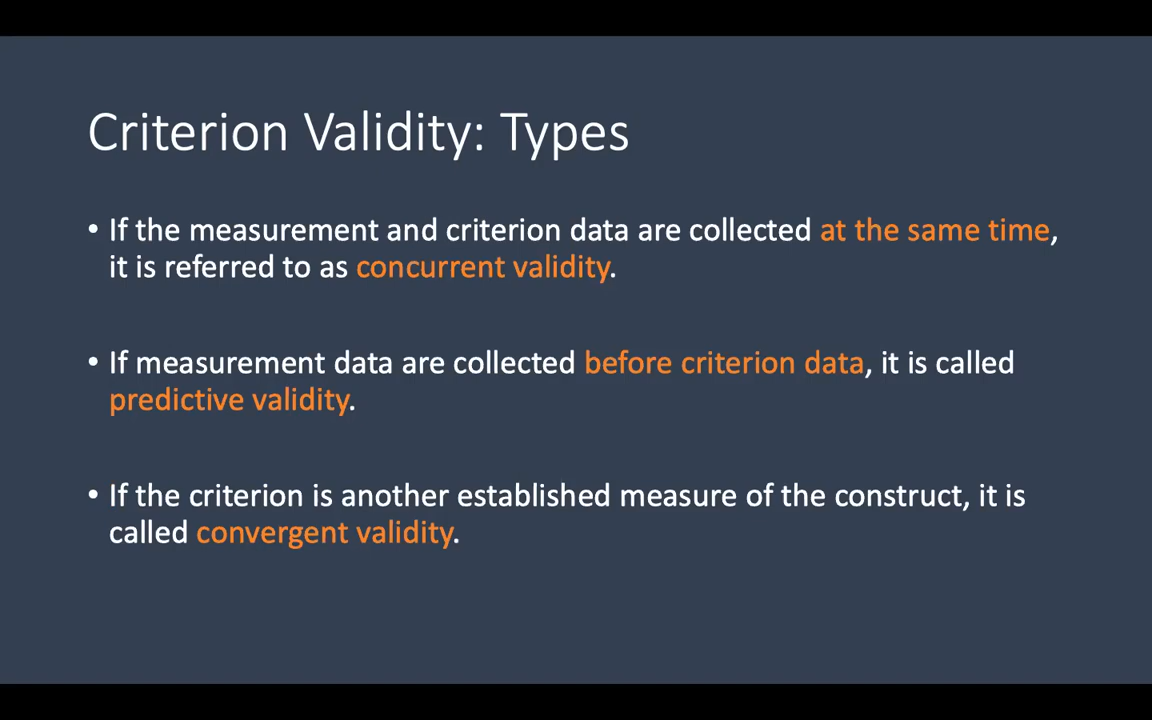 Criterion Validity: Types
• If the measurement and criterion data are collected at the same time,
it is referred to as concurrent validity.
• If measurement data are collected before criterion data, it is called
predictive validity.
• If the criterion is another established measure of the construct, it is
called convergent validity.